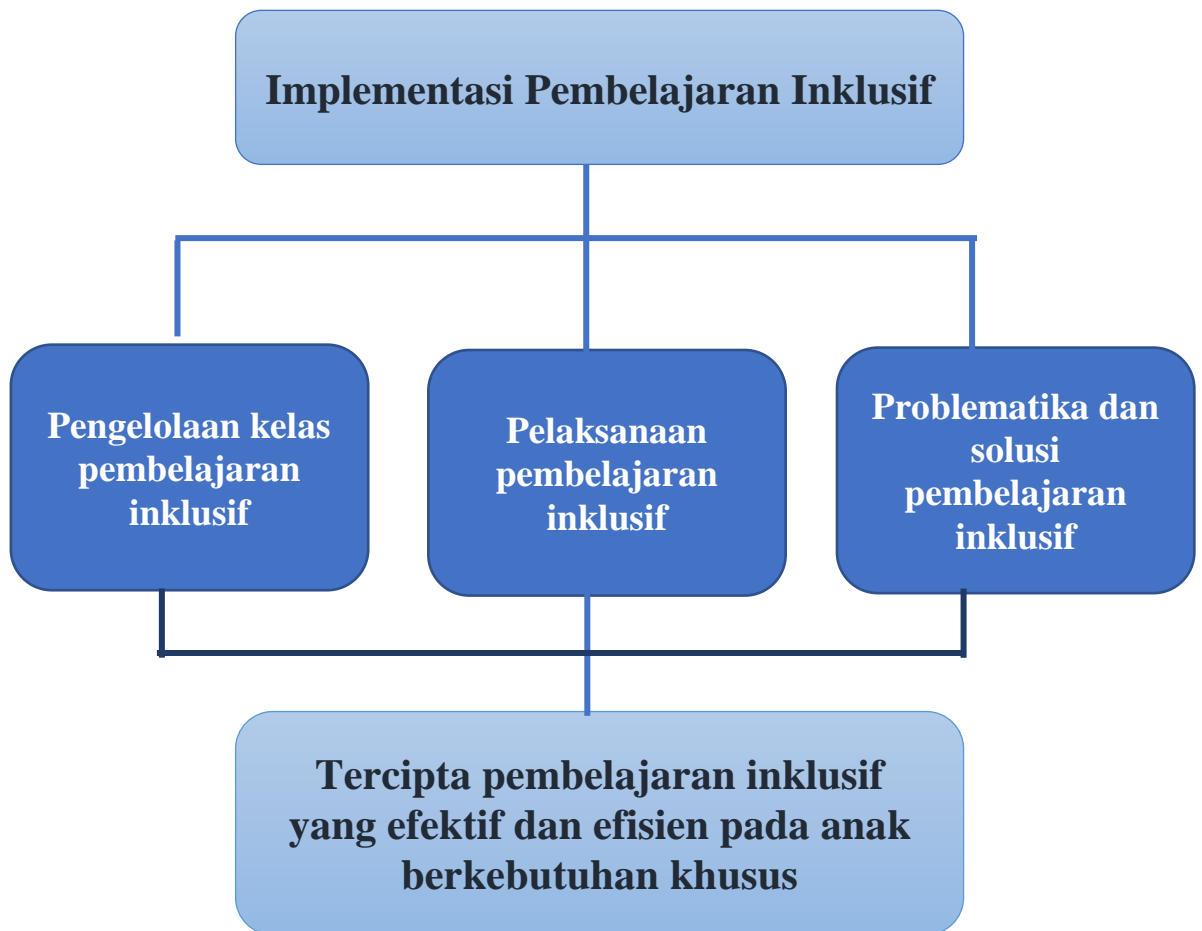 Implementasi Pembelajaran Inklusif
Pengelolaan kelas
pembelajaran
inklusif
Pelaksanaan
pembelajaran
inklusif
Problematika dan
solusi
pembelajaran
inklusif
Tercipta pembelajaran inklusif
yang efektif dan efisien pada anak
berkebutuhan khusus